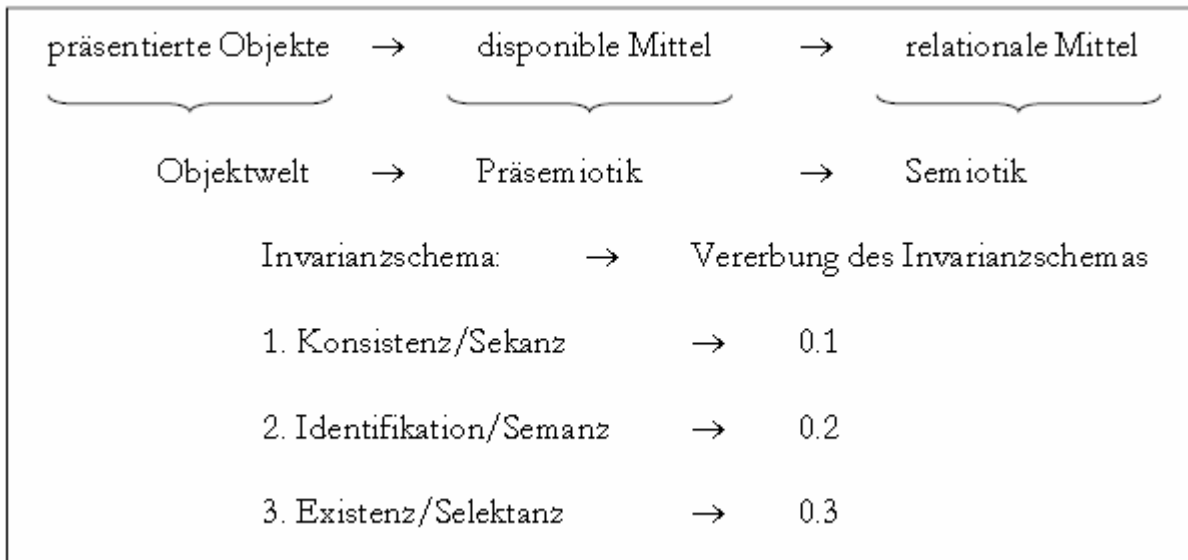 präsentierte Objekte → disponible Mittel → relationale Mittel
Objektwelt → Präsemiotik → Semiotik
Invarianzschema: → Vererbung des Invarianzschemas
1. Konsistenz/Sekanz → 0.1
2. Identifikation/Semanz → 0.2
3. Existenz/Selektanz → 0.3